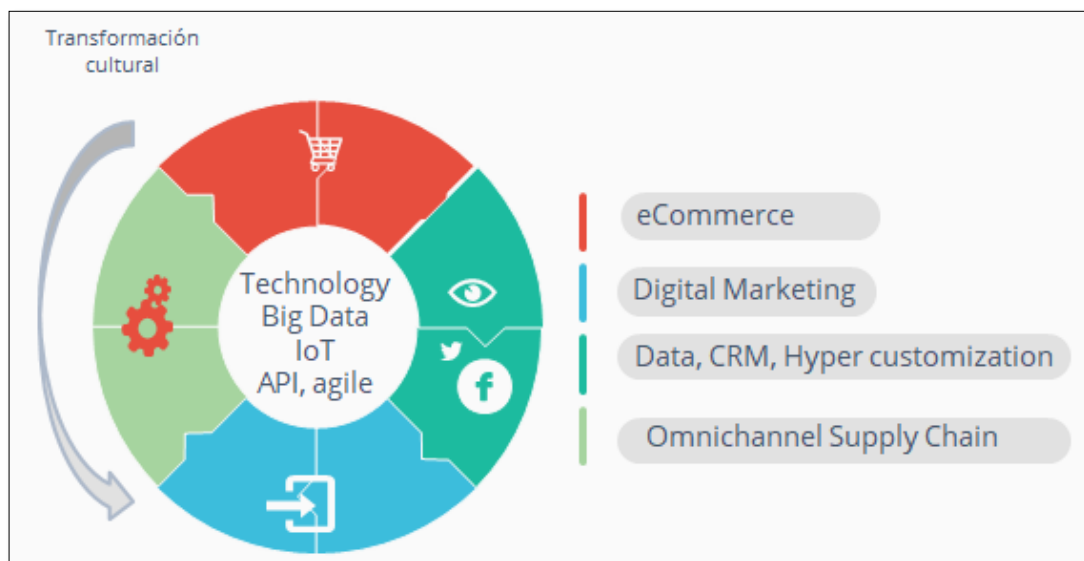 Transformación
cultural
Technology
Big Data
IoT
API, agile
eCommerce
Digital Marketing
Data, CRM, Hyper customization
Omnichannel Supply Chain